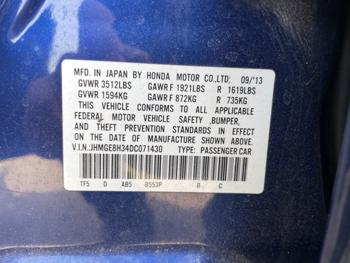 MFD. IN JAPAN BY HONDA MOTOR CO.,LTD. 09/'13
GVWR 3512LBS GAWR F 1921LBS R 1619LBS
GVWR 1594KG GAWR F 872KG R 735KG
THIS VEHICLE CONFORMS TO ALL APPLICABLE
FEDERAL MOTOR VEHICLE SAFETY ,BUMPER,
AND THEFT PREVENTION STANDARDS IN EFFECT
ON THE DATE OF MANUFACTURE SHOWN ABOVE.
V.I.N.:JHMGE8H34DC071430 TYPE: PASSENGER CAR
TF5 D AB5 B553P B C